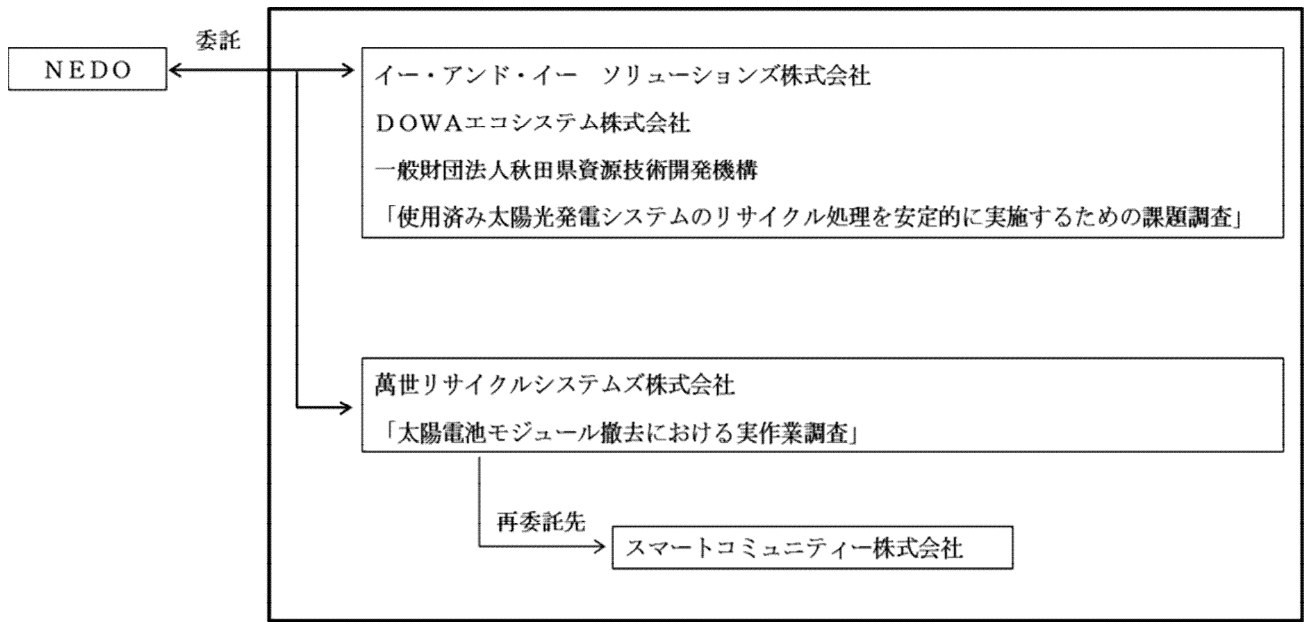 委託
ＮＥＤＯ
イー・アンド・イー　ソリューションズ株式会社
ＤＯＷＡエコシステム株式会社
一般財団法人秋田県資源技術開発機構
「使用済み太陽光発電システムのリサイクル処理を安定的に実施するための課題調査」
萬世リサイクルシステムズ株式会社
「太陽電池モジュール撤去における実作業調査」
再委託先
スマートコミュニティー株式会社